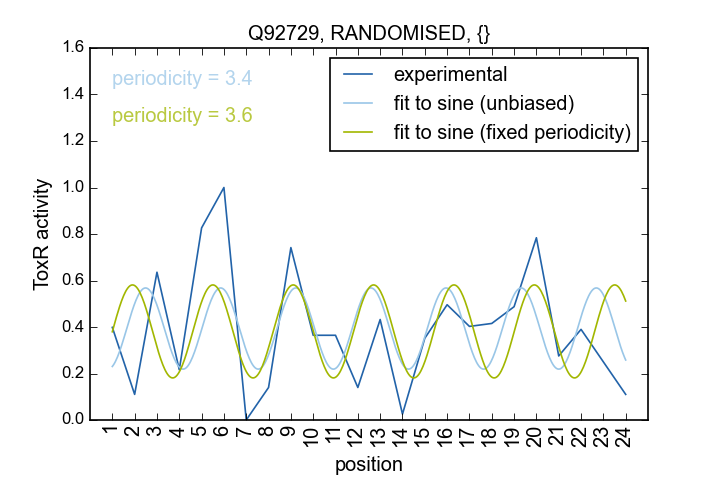 Q92729, RANDOMISED, {}
1.6
1.4
1.2
1.0
0.8
0.6
0.4
0.2
0.0
ToxR activity
periodicity = 3.4
periodicity = 3.6
experimental
fit to sine (unbiased)
fit to sine (fixed periodicity)
1 2 3 4 5 6 7 8 9 10 11 12 13 14 15 16 17 18 19 20 21 22 23 24
position